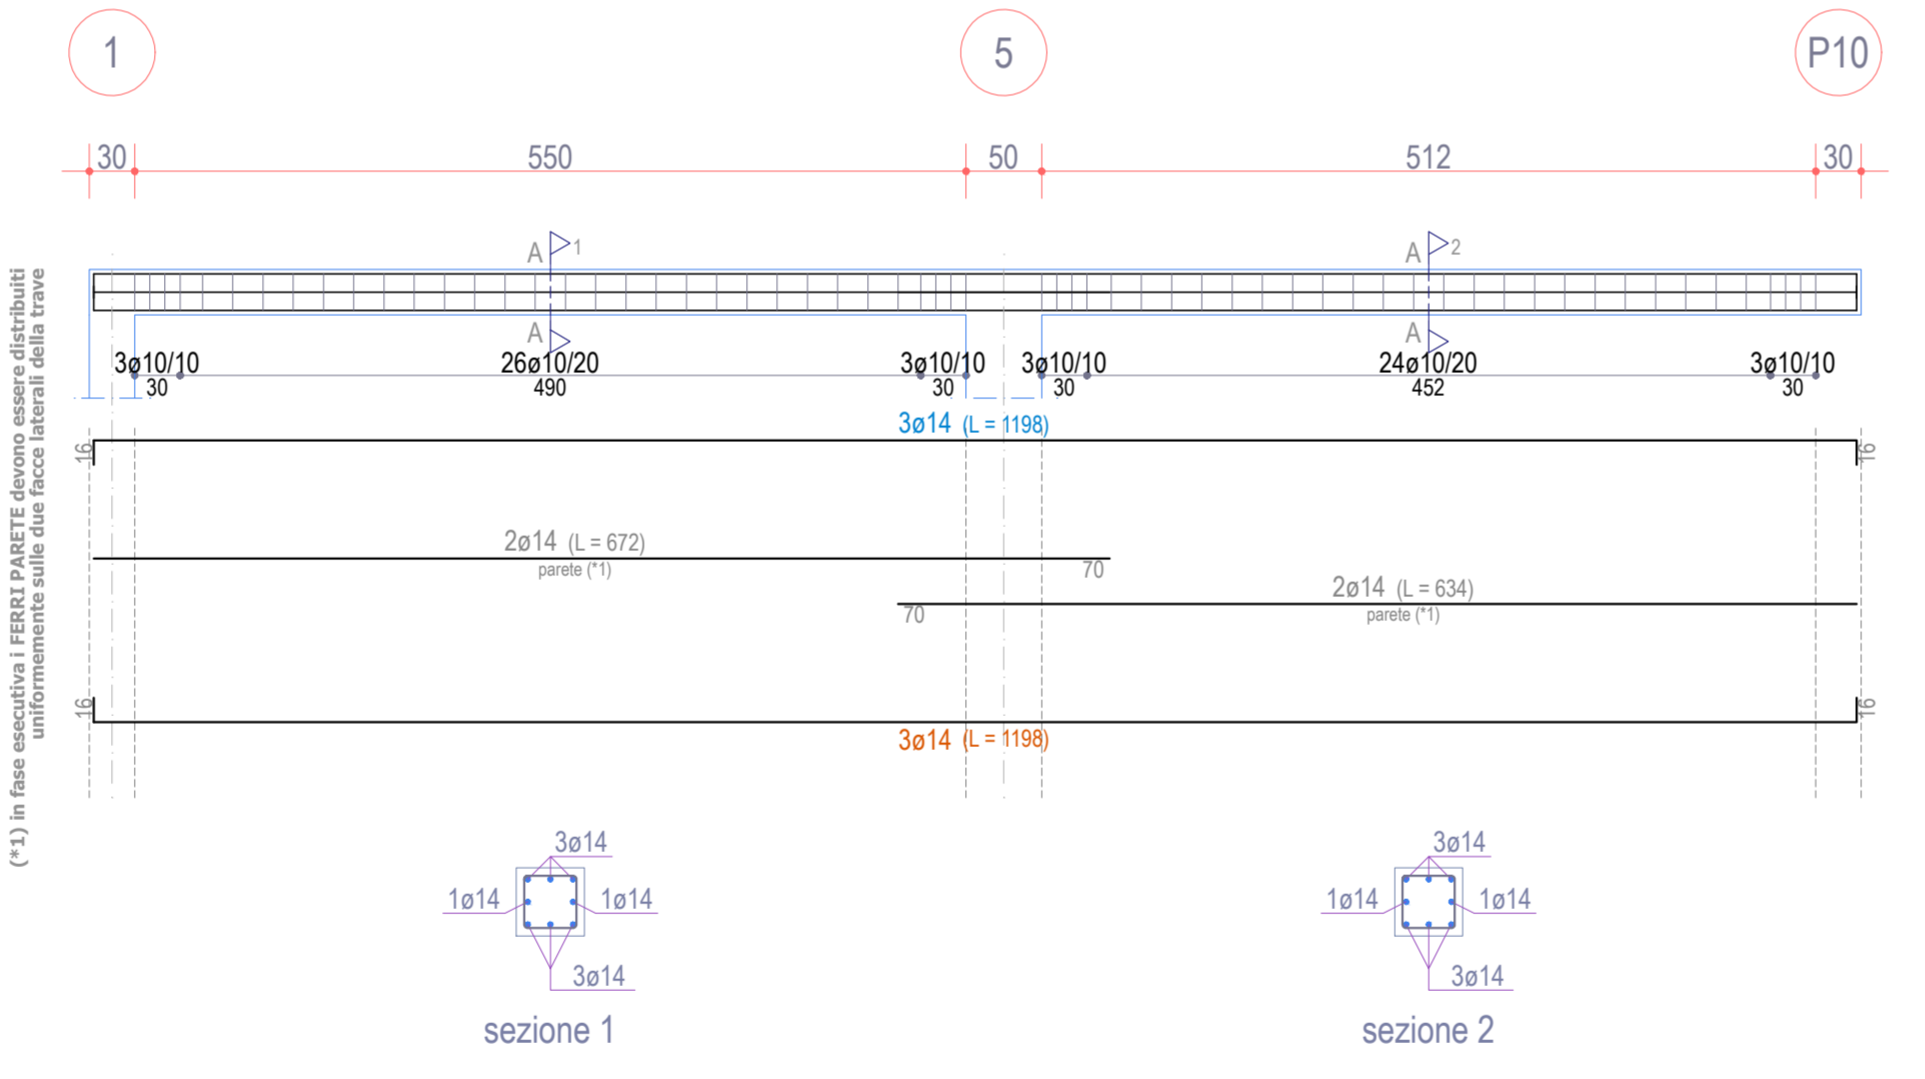 1
5
P10
30
550
50
512
30
A
1
A
2
A
A
3ø10/10
26ø10/20
3ø10/10
3ø10/10
24ø10/20
3ø10/10
30
490
30
30
452
30
3ø14 (L = 1198)
16
16
2ø14 (L = 672)
parete (*1)
70
2ø14 (L = 634)
parete (*1)
70
16
16
3ø14 (L = 1198)
(*1) in fase esecutiva i FERRI PARETE devono essere distribuiti
uniformemente sulle due facce laterali della trave
3ø14
1ø14
1ø14
3ø14
sezione 1
3ø14
1ø14
1ø14
3ø14
sezione 2